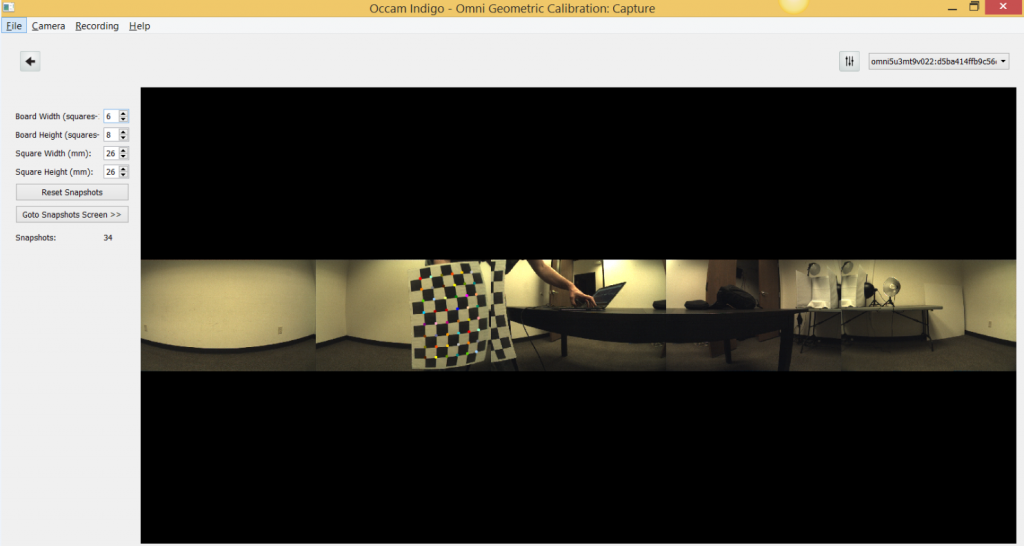 Occam Indigo - Omni Geometric Calibration: Capture
File Camera Recording Help
omni5u3mt9v022:d5ba414ffb9c56
Board Width (squares- 6
Board Height (squares- 8
Square Width (mm): 26
Square Height (mm): 26
Reset Snapshots
Goto Snapshots Screen >>
Snapshots: 34